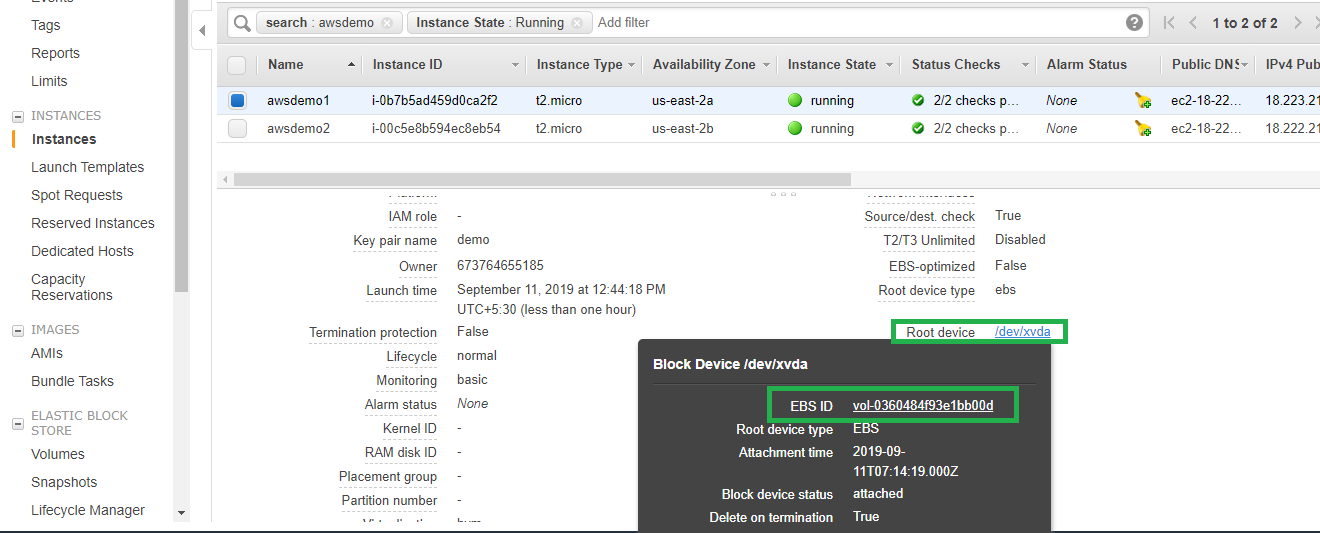 Tags
Reports
Limits
INSTANCES
Instances
Launch Templates
Spot Requests
Reserved Instances
Dedicated Hosts
Capacity
Reservations
IMAGES
AMIs
Bundle Tasks
ELASTIC BLOCK
STORE
Volumes
Snapshots
Lifecycle Manager
search : awsdemo Instance State : Running Add filter
1 to 2 of 2
Name Instance ID Instance Type Availability Zone Instance State Status Checks Alarm Status Public DNS IPv4 Pub
awsdemo1 i-0b7b5ad459d0ca2f2 t2.micro us-east-2a running 2/2 checks p… None ec2-18-22… 18.223.21
awsdemo2 i-00c5e8b594ec8eb54 t2.micro us-east-2b running 2/2 checks p… None ec2-18-22… 18.222.21
IAM role -
Key pair name demo
Owner 673764655185
Launch time September 11, 2019 at 12:44:18 PM
UTC+5:30 (less than one hour)
Termination protection False
Lifecycle normal
Monitoring basic
Alarm status None
Kernel ID -
RAM disk ID -
Placement group -
Partition number -
Source/dest. check True
T2/T3 Unlimited Disabled
EBS-optimized False
Root device type ebs
Root device /dev/xvda
Block Device /dev/xvda
EBS ID vol-0360484f93e1bb00d
Root device type EBS
Attachment time 2019-09-
11T07:14:19.000Z
Block device status attached
Delete on termination True